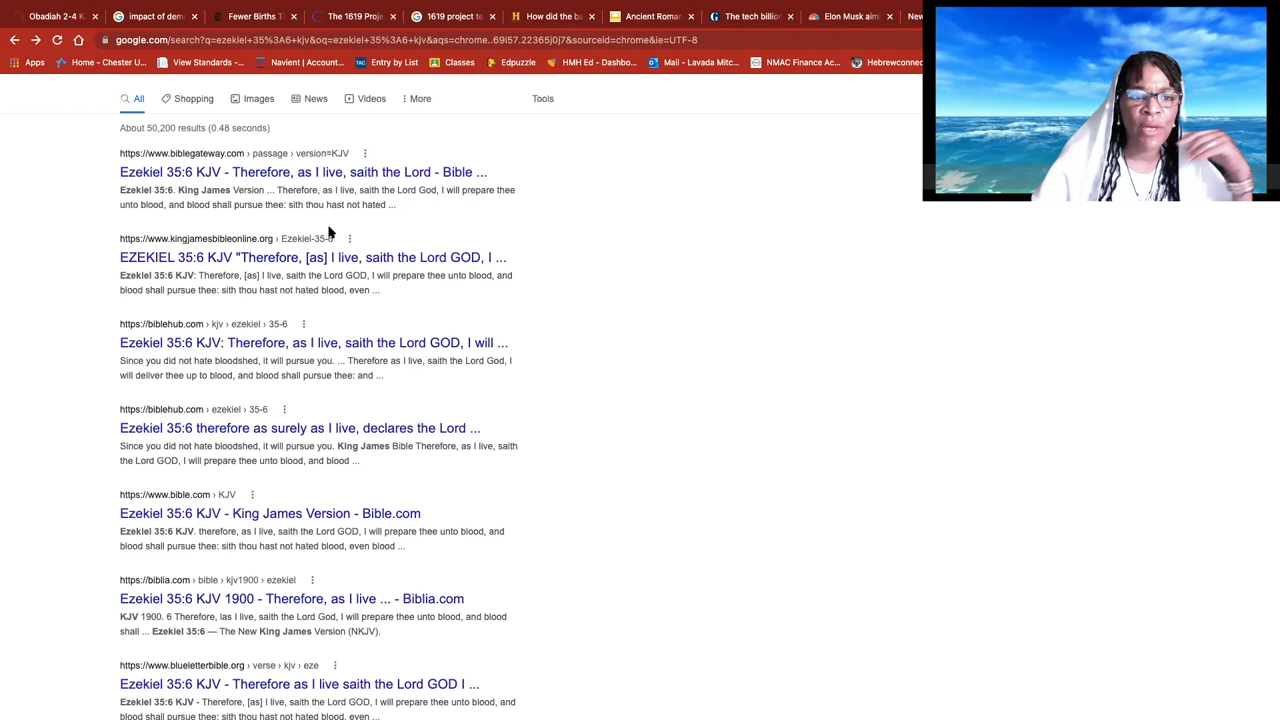 Obadiah 2-4 K
impact of dem
Fewer Births T
The 1619 Proje
1619 project te
How did the ba
Ancient Roman
The tech billion
Elon Musk aims
New
google.com/search?q=ezekiel+35%3A6+kjv&oq=ezekiel+35%3A6+kjv&aqs=chrome..69i57.22365j0j7&sourceid=chrome&ie=UTF-8
Apps
Home - Chester U...
View Standards -...
Navient | Account...
TAC Entry by List
Classes
Edpuzzle
HMH Ed - Dashbo...
Mail - Lavada Mitc...
NMAC Finance Ac...
Hebrewconnec
All Shopping Images News Videos More Tools
About 50,200 results (0.48 seconds)
https://www.biblegateway.com › passage › version=KJV
Ezekiel 35:6 KJV - Therefore, as I live, saith the Lord - Bible ...
Ezekiel 35:6. King James Version ... Therefore, as I live, saith the Lord God, I will prepare thee
unto blood, and blood shall pursue thee: sith thou hast not hated ...
https://www.kingjamesbibleonline.org › Ezekiel-35-6
EZEKIEL 35:6 KJV "Therefore, [as] I live, saith the Lord GOD, I ...
Ezekiel 35:6 KJV: Therefore, [as] I live, saith the Lord GOD, I will prepare thee unto blood, and
blood shall pursue thee: sith thou hast not hated blood, even ...
https://biblehub.com › kjv › ezekiel › 35-6
Ezekiel 35:6 KJV: Therefore, as I live, saith the Lord GOD, I will ...
Since you did not hate bloodshed, it will pursue you. ... Therefore as I live, saith the Lord God, I
will deliver thee up to blood, and blood shall pursue thee: and ...
https://biblehub.com › ezekiel › 35-6
Ezekiel 35:6 therefore as surely as I live, declares the Lord ...
Since you did not hate bloodshed, it will pursue you. King James Bible Therefore, as I live, saith
the Lord GOD, I will prepare thee unto blood, and blood ...
https://www.bible.com › KJV
Ezekiel 35:6 KJV - King James Version - Bible.com
Ezekiel 35:6 KJV. therefore, as I live, saith the Lord GOD, I will prepare thee unto blood, and
blood shall pursue thee: sith thou hast not hated blood, even blood ...
https://biblia.com › bible › kjv1900 › ezekiel
Ezekiel 35:6 KJV 1900 - Therefore, as I live ... - Biblia.com
KJV 1900. 6 Therefore, las I live, saith the Lord God, I will prepare thee unto blood, and blood
shall ... Ezekiel 35:6 — The New King James Version (NKJV).
https://www.blueletterbible.org › verse › kjv › eze
Ezekiel 35:6 KJV - Therefore as I live saith the Lord GOD I ...
Ezekiel 35:6 KJV - Therefore, [as] I live, saith the Lord GOD, I will prepare thee unto blood, and
blood shall pursue thee: sith thou hast not hated blood, even ...